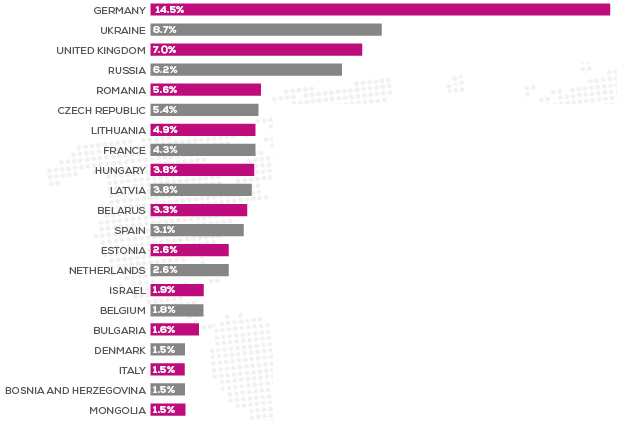 GERMANY 14.5%
UKRAINE 8.7%
UNITED KINGDOM 7.0%
RUSSIA 6.2%
ROMANIA 5.6%
CZECH REPUBLIC 5.4%
LITHUANIA 4.9%
FRANCE 4.3%
HUNGARY 3.8%
LATVIA 3.8%
BELARUS 3.3%
SPAIN 3.1%
ESTONIA 2.6%
NETHERLANDS 2.6%
ISRAEL 1.9%
BELGIUM 1.8%
BULGARIA 1.6%
DENMARK 1.5%
ITALY 1.5%
BOSNIA AND HERZEGOVINA 1.5%
MONGOLIA 1.5%